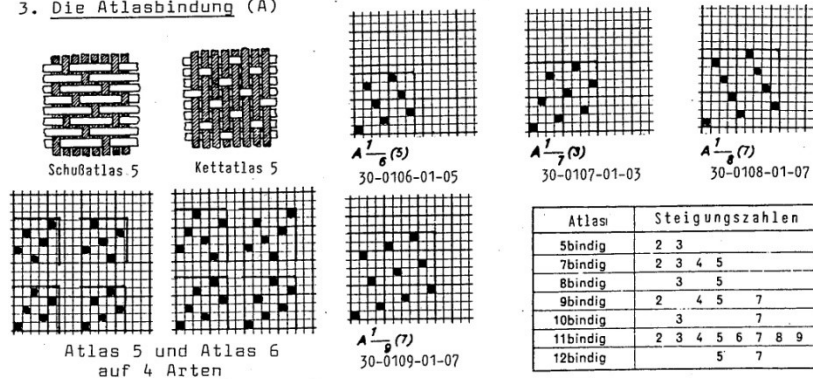 3. Die Atlasbindung (A)
Schußatlas 5
Kettatlas 5
A 1/6 (5)
30-0106-01-05
A 1/7 (3)
30-0107-01-03
A 1/8 (7)
30-0108-01-07
Atlas 5 und Atlas 6
auf 4 Arten
A 1/9 (7)
30-0109-01-07
Atlas Steigungszahlen
5bindig 2 3
7bindig 2 3 4 5
8bindig 3 5
9bindig 2 4 5 7
10bindig 3 7
11bindig 2 3 4 5 6 7 8 9
12bindig 5 7